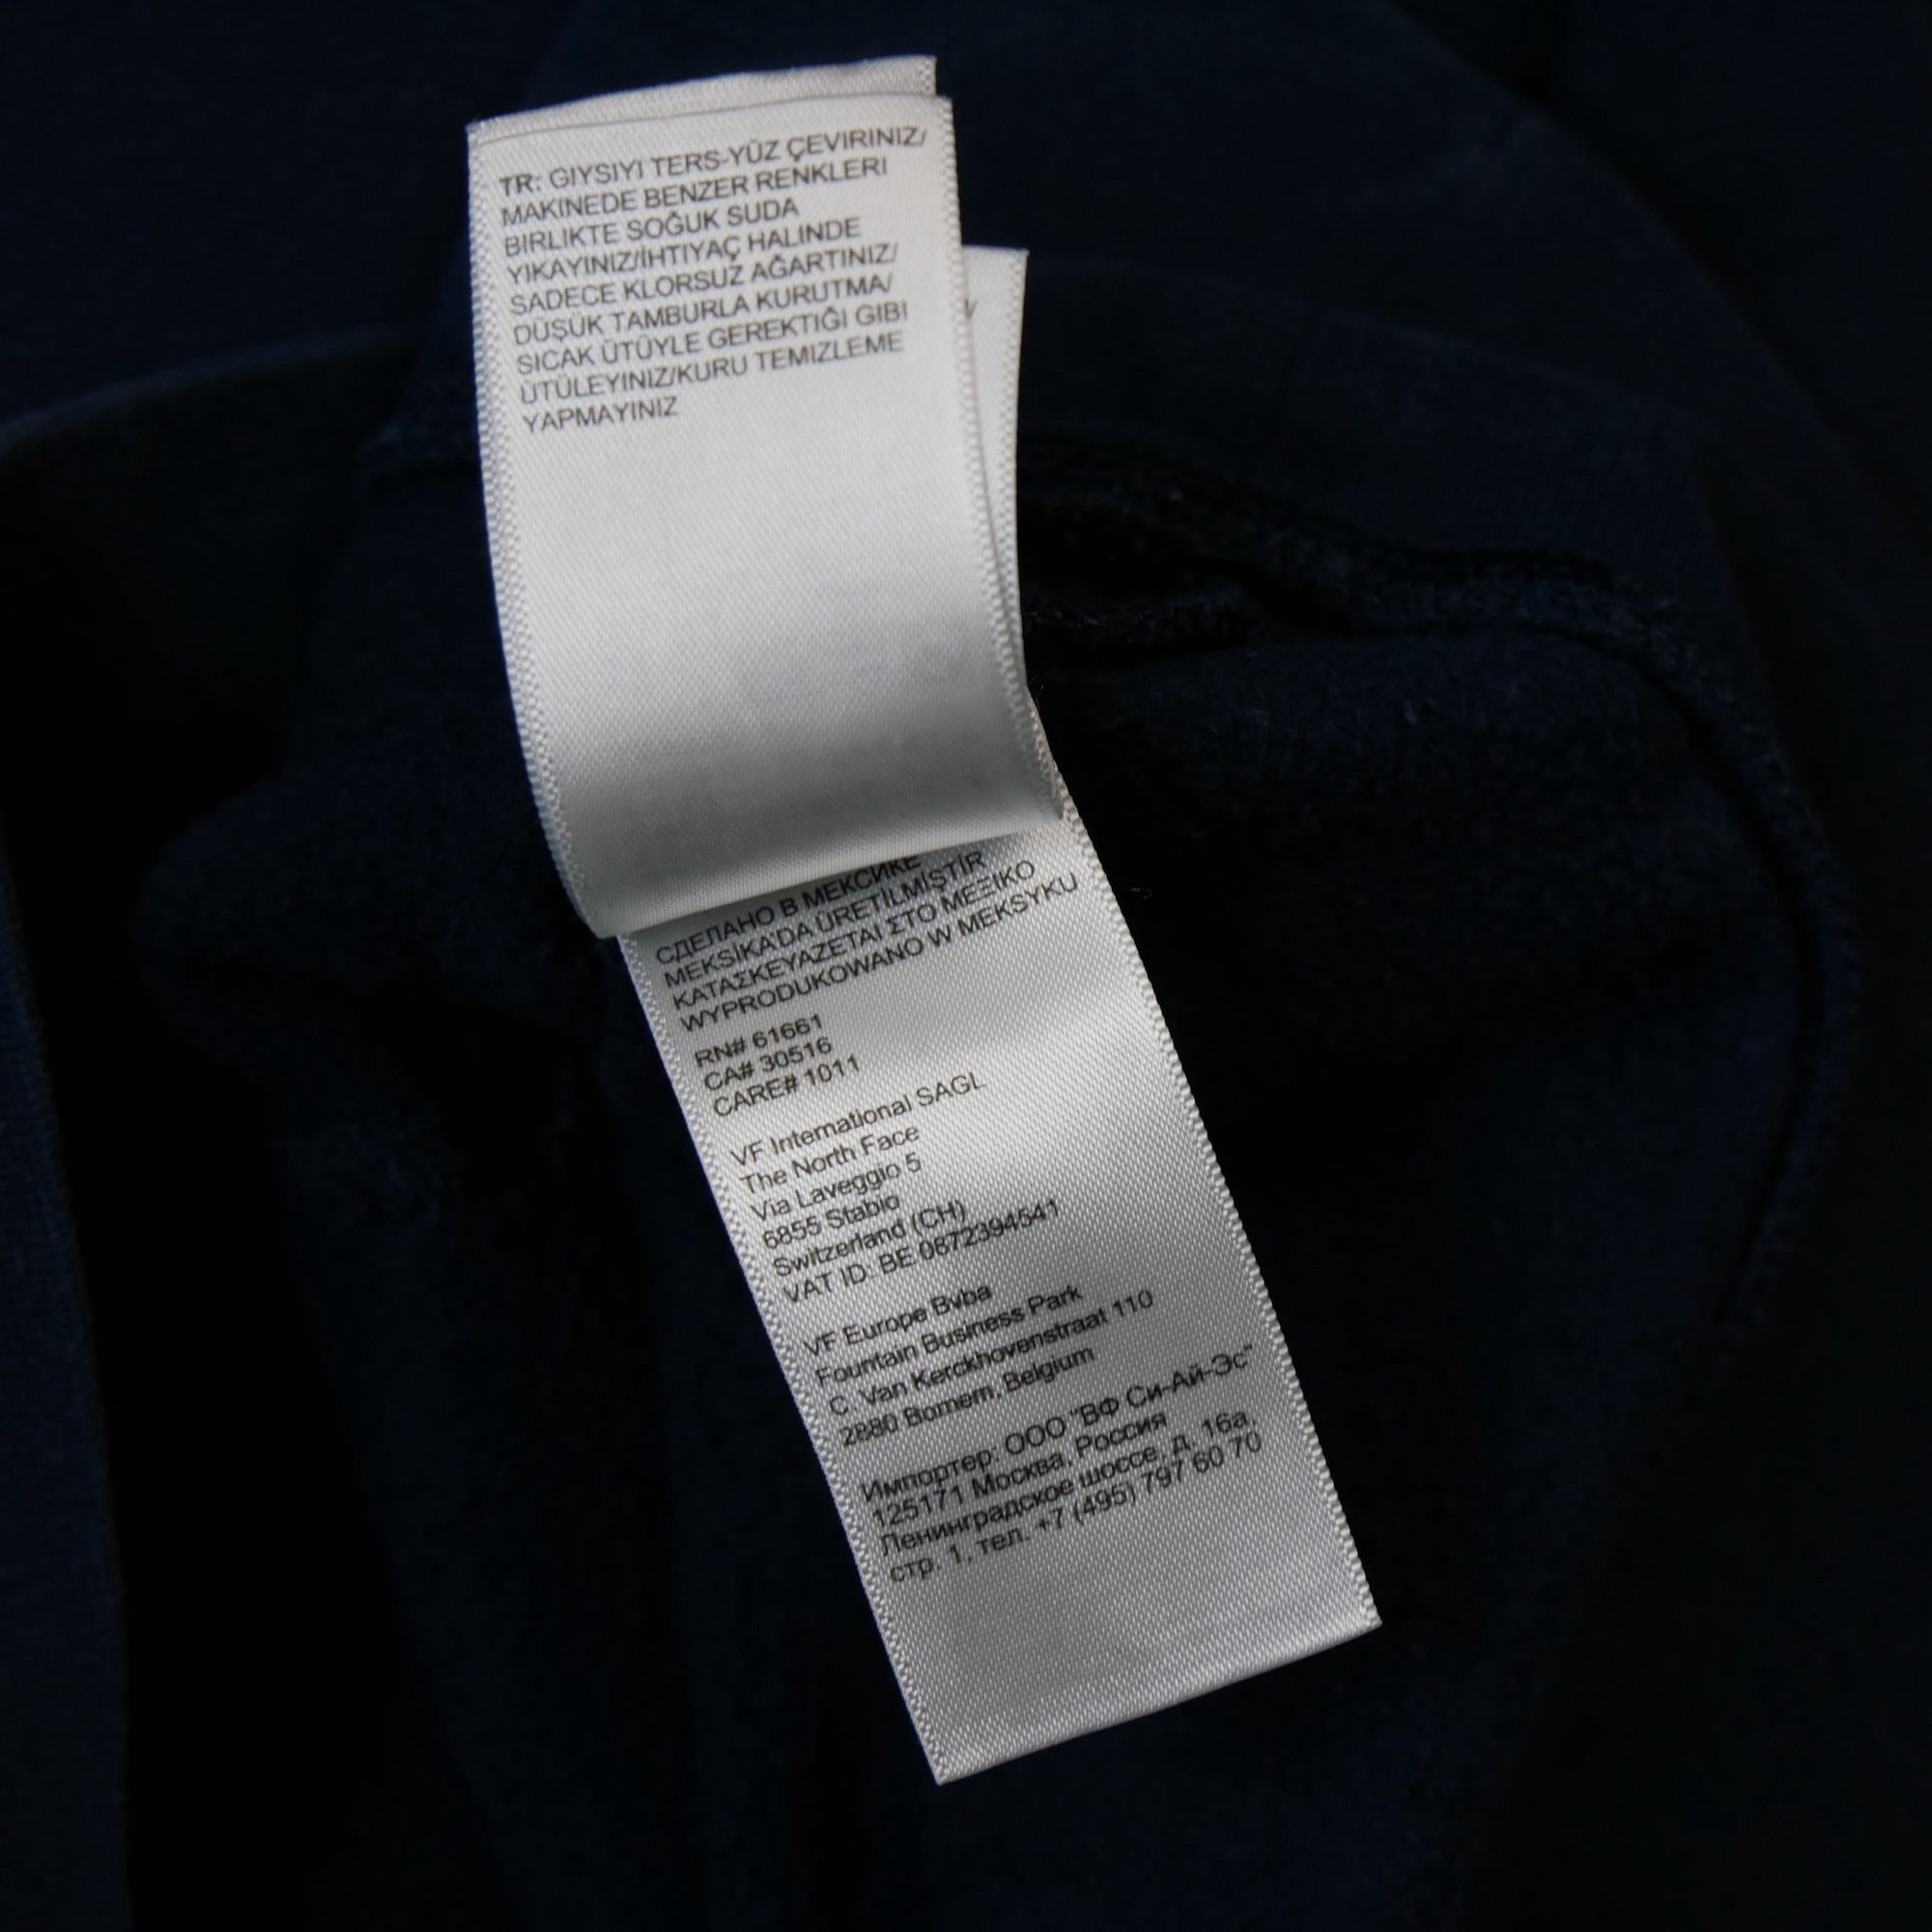 TR: GIYSIYI TERS-YÜZ ÇEVIRINIZ/
MAKINEDE BENZER RENKLERI
BIRLIKTE SOĞUK SUDA
YIKAYINIZ/İHTIYAÇ HALINDE
SADECE KLORSUZ AĞARTINIZ/
DÜŞÜK TAMBURLA KURUTMA/
SICAK ÜTÜYLE GEREKTIĞI GIBI
ÜTÜLEYINIZ/KURU TEMIZLEME
YAPMAYINIZ
СДЕЛАНО В МЕКСИКЕ
MEKSİKA'DA ÜRETİLMİŞTİR
ΚΑΤΑΣΚΕΥΑΖΕΤΑΙ ΣΤΟ ΜΕΞΙΚΟ
WYPRODUKOWANO W MEKSYKU
RN# 61661
CA# 30516
CARE# 1011
VF International SAGL
The North Face
Via Laveggio 5
6855 Stabio
Switzerland (CH)
VAT ID: BE 0872394541
VF Europe Bvba
Fountain Business Park
C. Van Kerckhovenstraat 110
2880 Bornem, Belgium
Импортер: ООО "ВФ Си-Ай-Эс"
125171 Москва, Россия
Ленинградское шоссе, д. 16а,
стр. 1, тел. +7 (495) 797 60 70